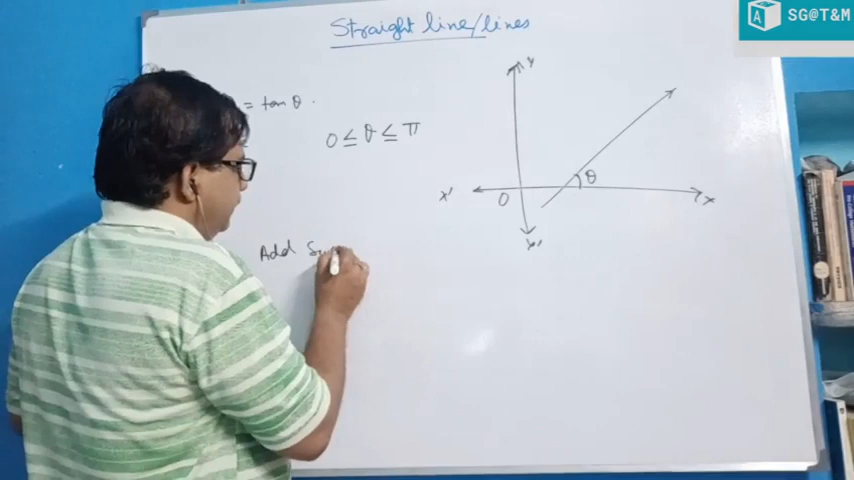 Straight line/lines
SG@T&M
= tan θ.
0 ≤ θ ≤ π
Y
θ
X'
O
X
Y'
Add